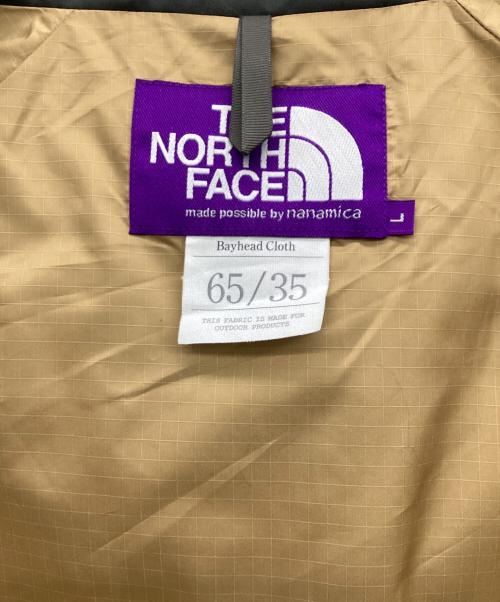 THE
NORTH
FACE
made possible by nanamica
L
Bayhead Cloth
65/35
THIS FABRIC IS MADE FOR
OUTDOOR PRODUCTS